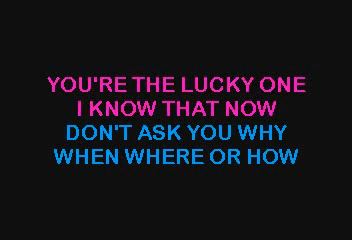 YOU'RE THE LUCKY ONE
I KNOW THAT NOW
DON'T ASK YOU WHY
WHEN WHERE OR HOW